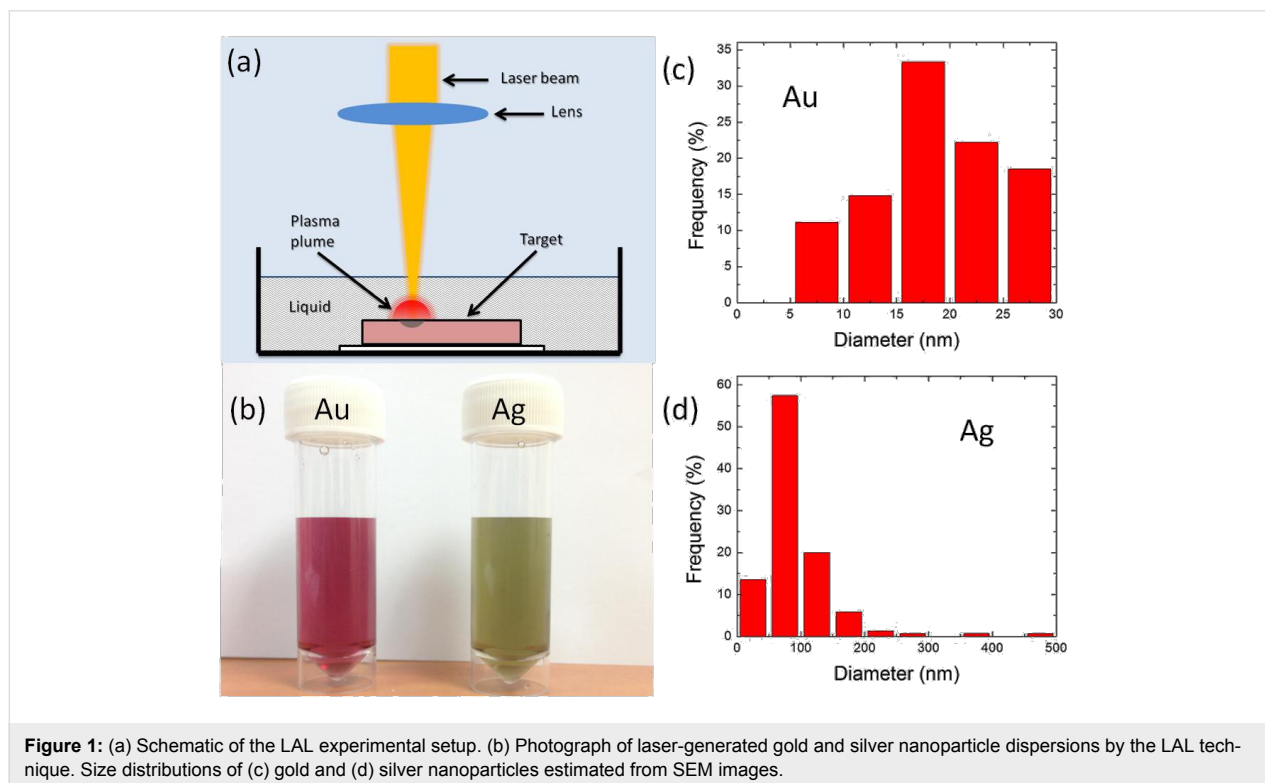 (a)
Laser beam
Lens
Plasma
plume
Target
Liquid
(b)
Au
Ag
(c)
Au
35
30
25
20
15
10
5
0
Frequency (%)
0 5 10 15 20 25 30
Diameter (nm)
(d)
Ag
60
50
40
30
20
10
0
Frequency (%)
0 100 200 300 400 500
Diameter (nm)
Figure 1: (a) Schematic of the LAL experimental setup. (b) Photograph of laser-generated gold and silver nanoparticle dispersions by the LAL tech-
nique. Size distributions of (c) gold and (d) silver nanoparticles estimated from SEM images.